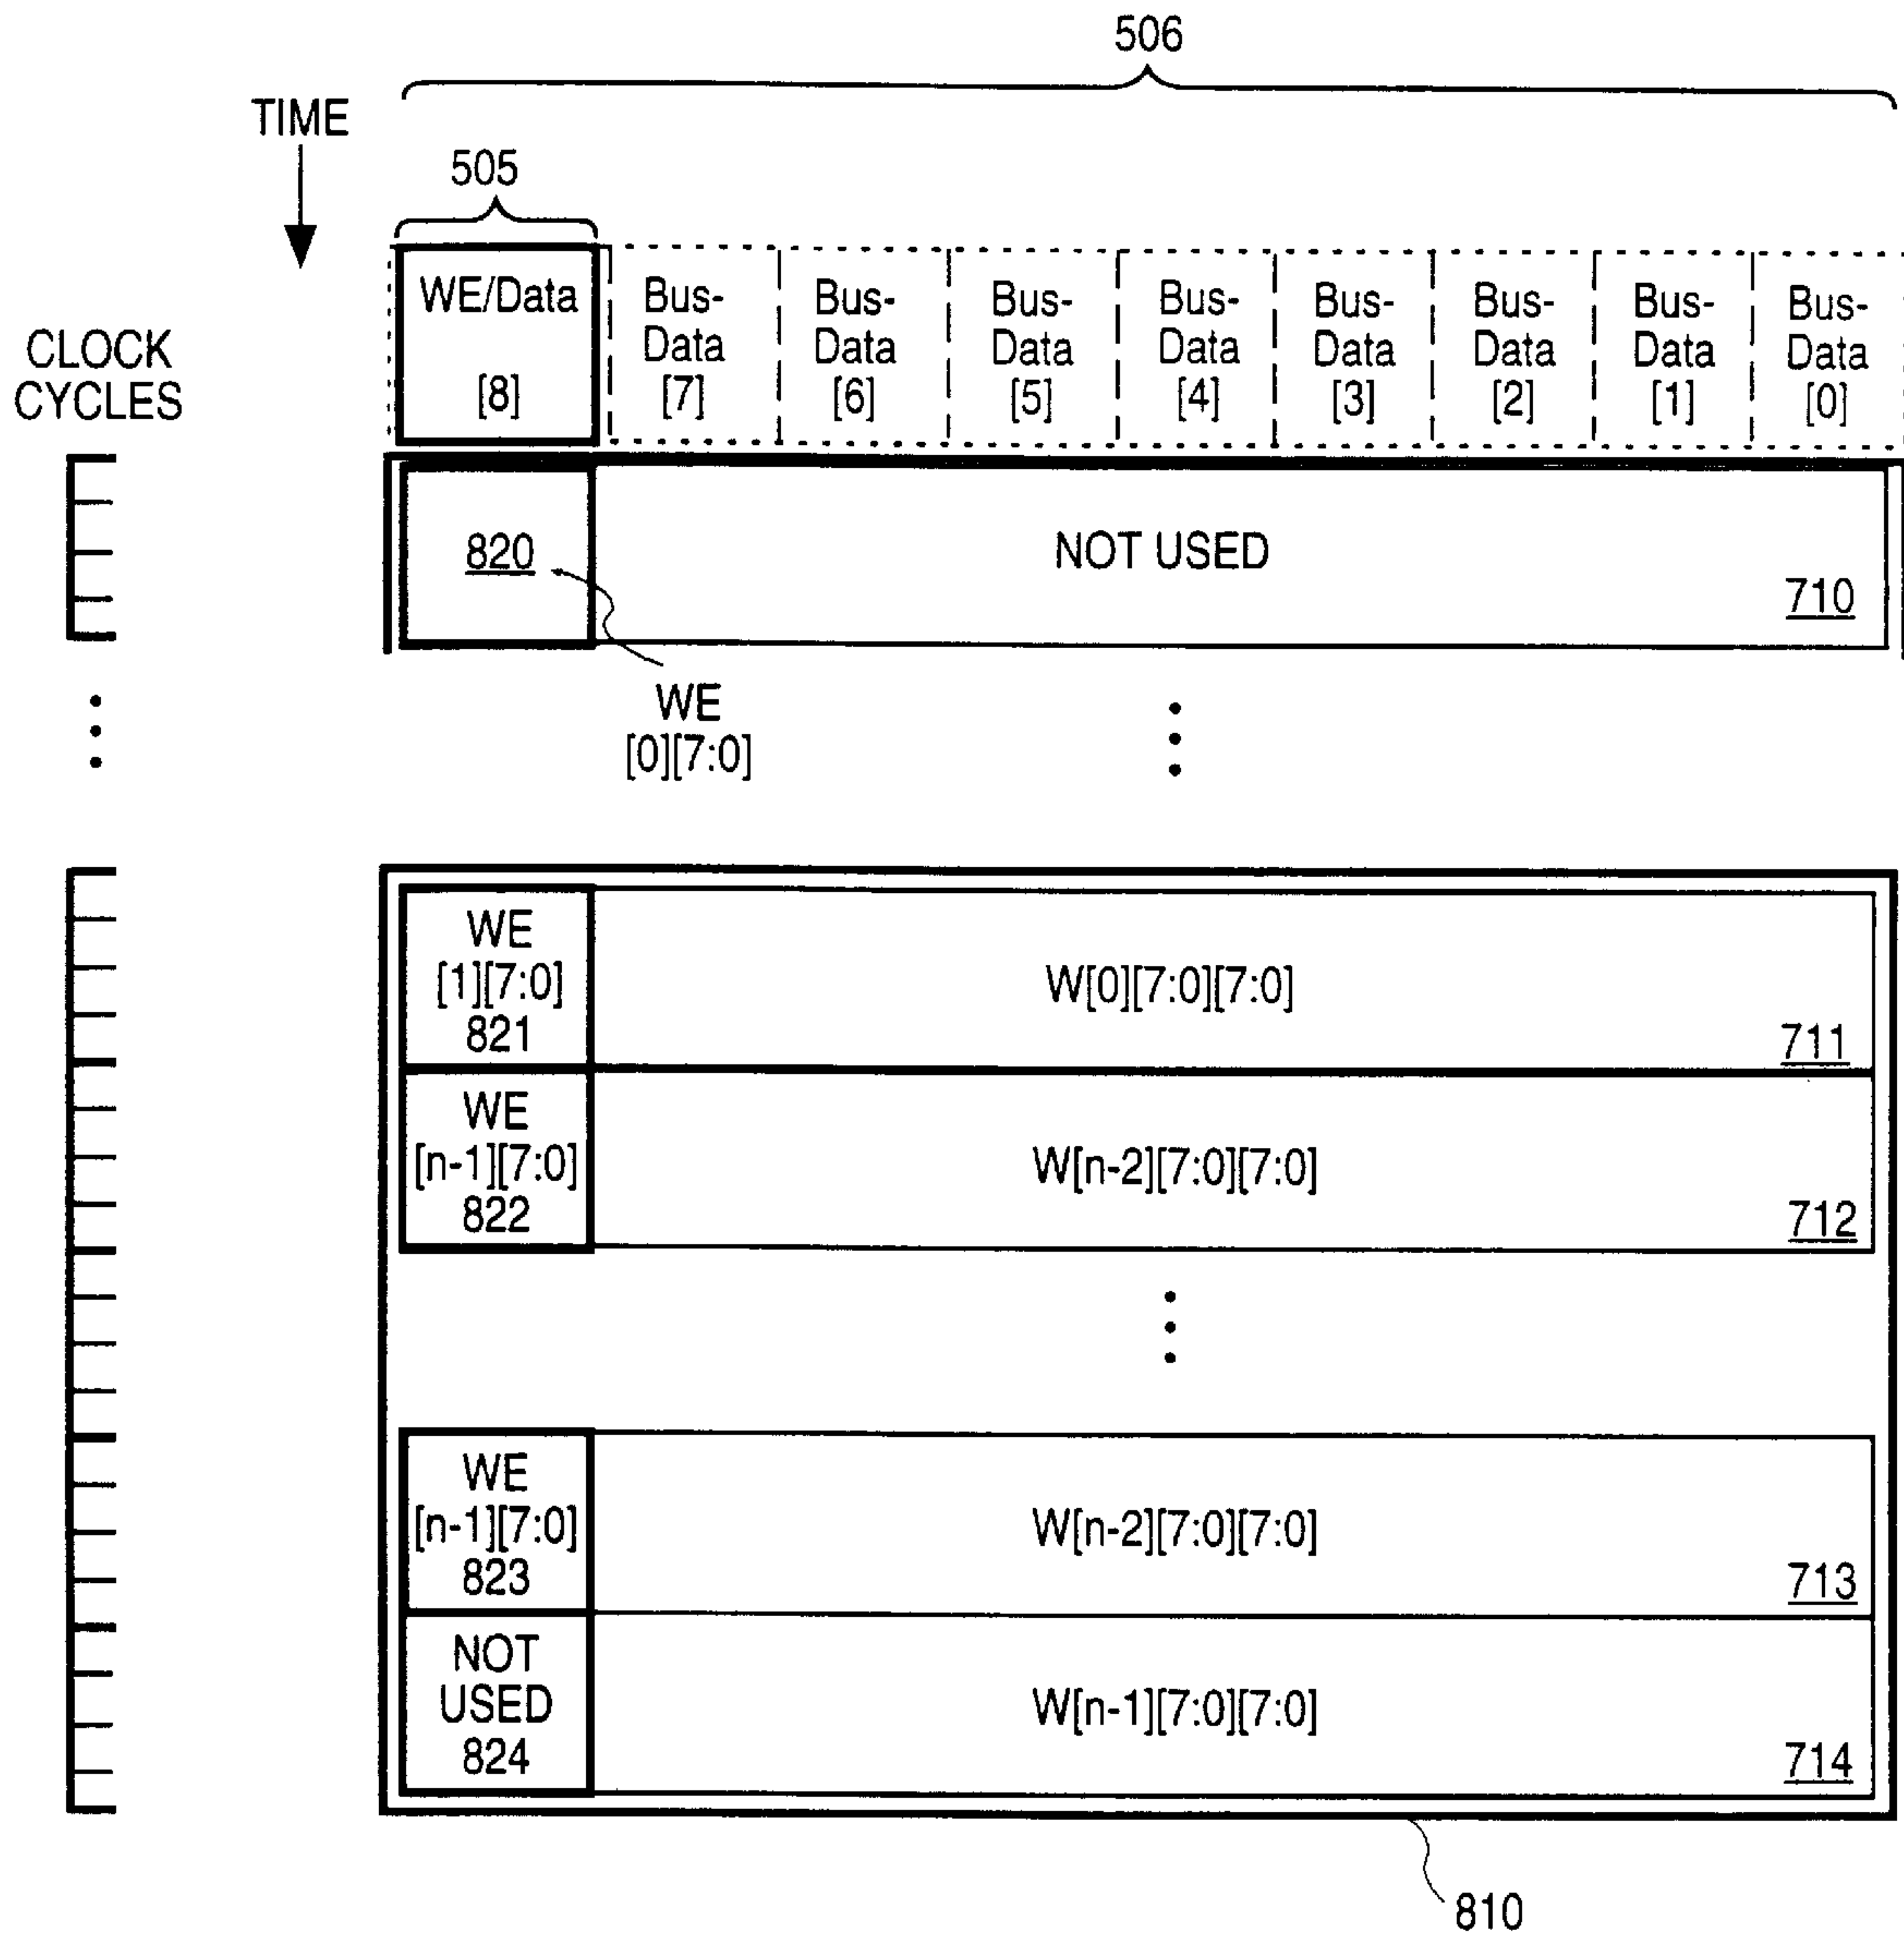 506
TIME
505
CLOCK
CYCLES
WE/Data
[8]
Bus-
Data
[7]
Bus-
Data
[6]
Bus-
Data
[5]
Bus-
Data
[4]
Bus-
Data
[3]
Bus-
Data
[2]
Bus-
Data
[1]
Bus-
Data
[0]
820
NOT USED
710
WE
[0][7:0]
WE
[1][7:0]
821
W[0][7:0][7:0]
711
WE
[n-1][7:0]
822
W[n-2][7:0][7:0]
712
WE
[n-1][7:0]
823
W[n-2][7:0][7:0]
713
NOT
USED
824
W[n-1][7:0][7:0]
714
810